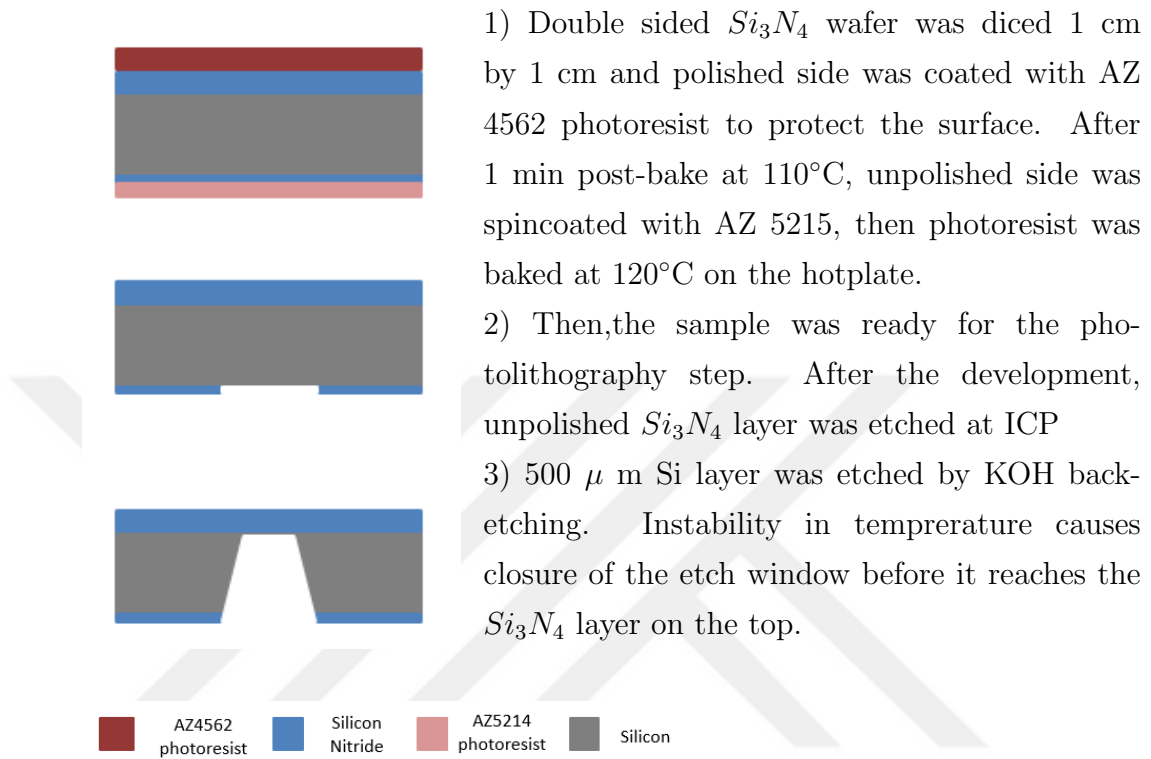 1) Double sided Si₃N₄ wafer was diced 1 cm
by 1 cm and polished side was coated with AZ
4562 photoresist to protect the surface. After
1 min post-bake at 110°C, unpolished side was
spincoated with AZ 5215, then photoresist was
baked at 120°C on the hotplate.
2) Then,the sample was ready for the pho-
tolithography step. After the development,
unpolished Si₃N₄ layer was etched at ICP
3) 500 μ m Si layer was etched by KOH back-
etching. Instability in temprerature causes
closure of the etch window before it reaches the
Si₃N₄ layer on the top.
AZ4562
photoresist
Silicon
Nitride
AZ5214
photoresist
Silicon